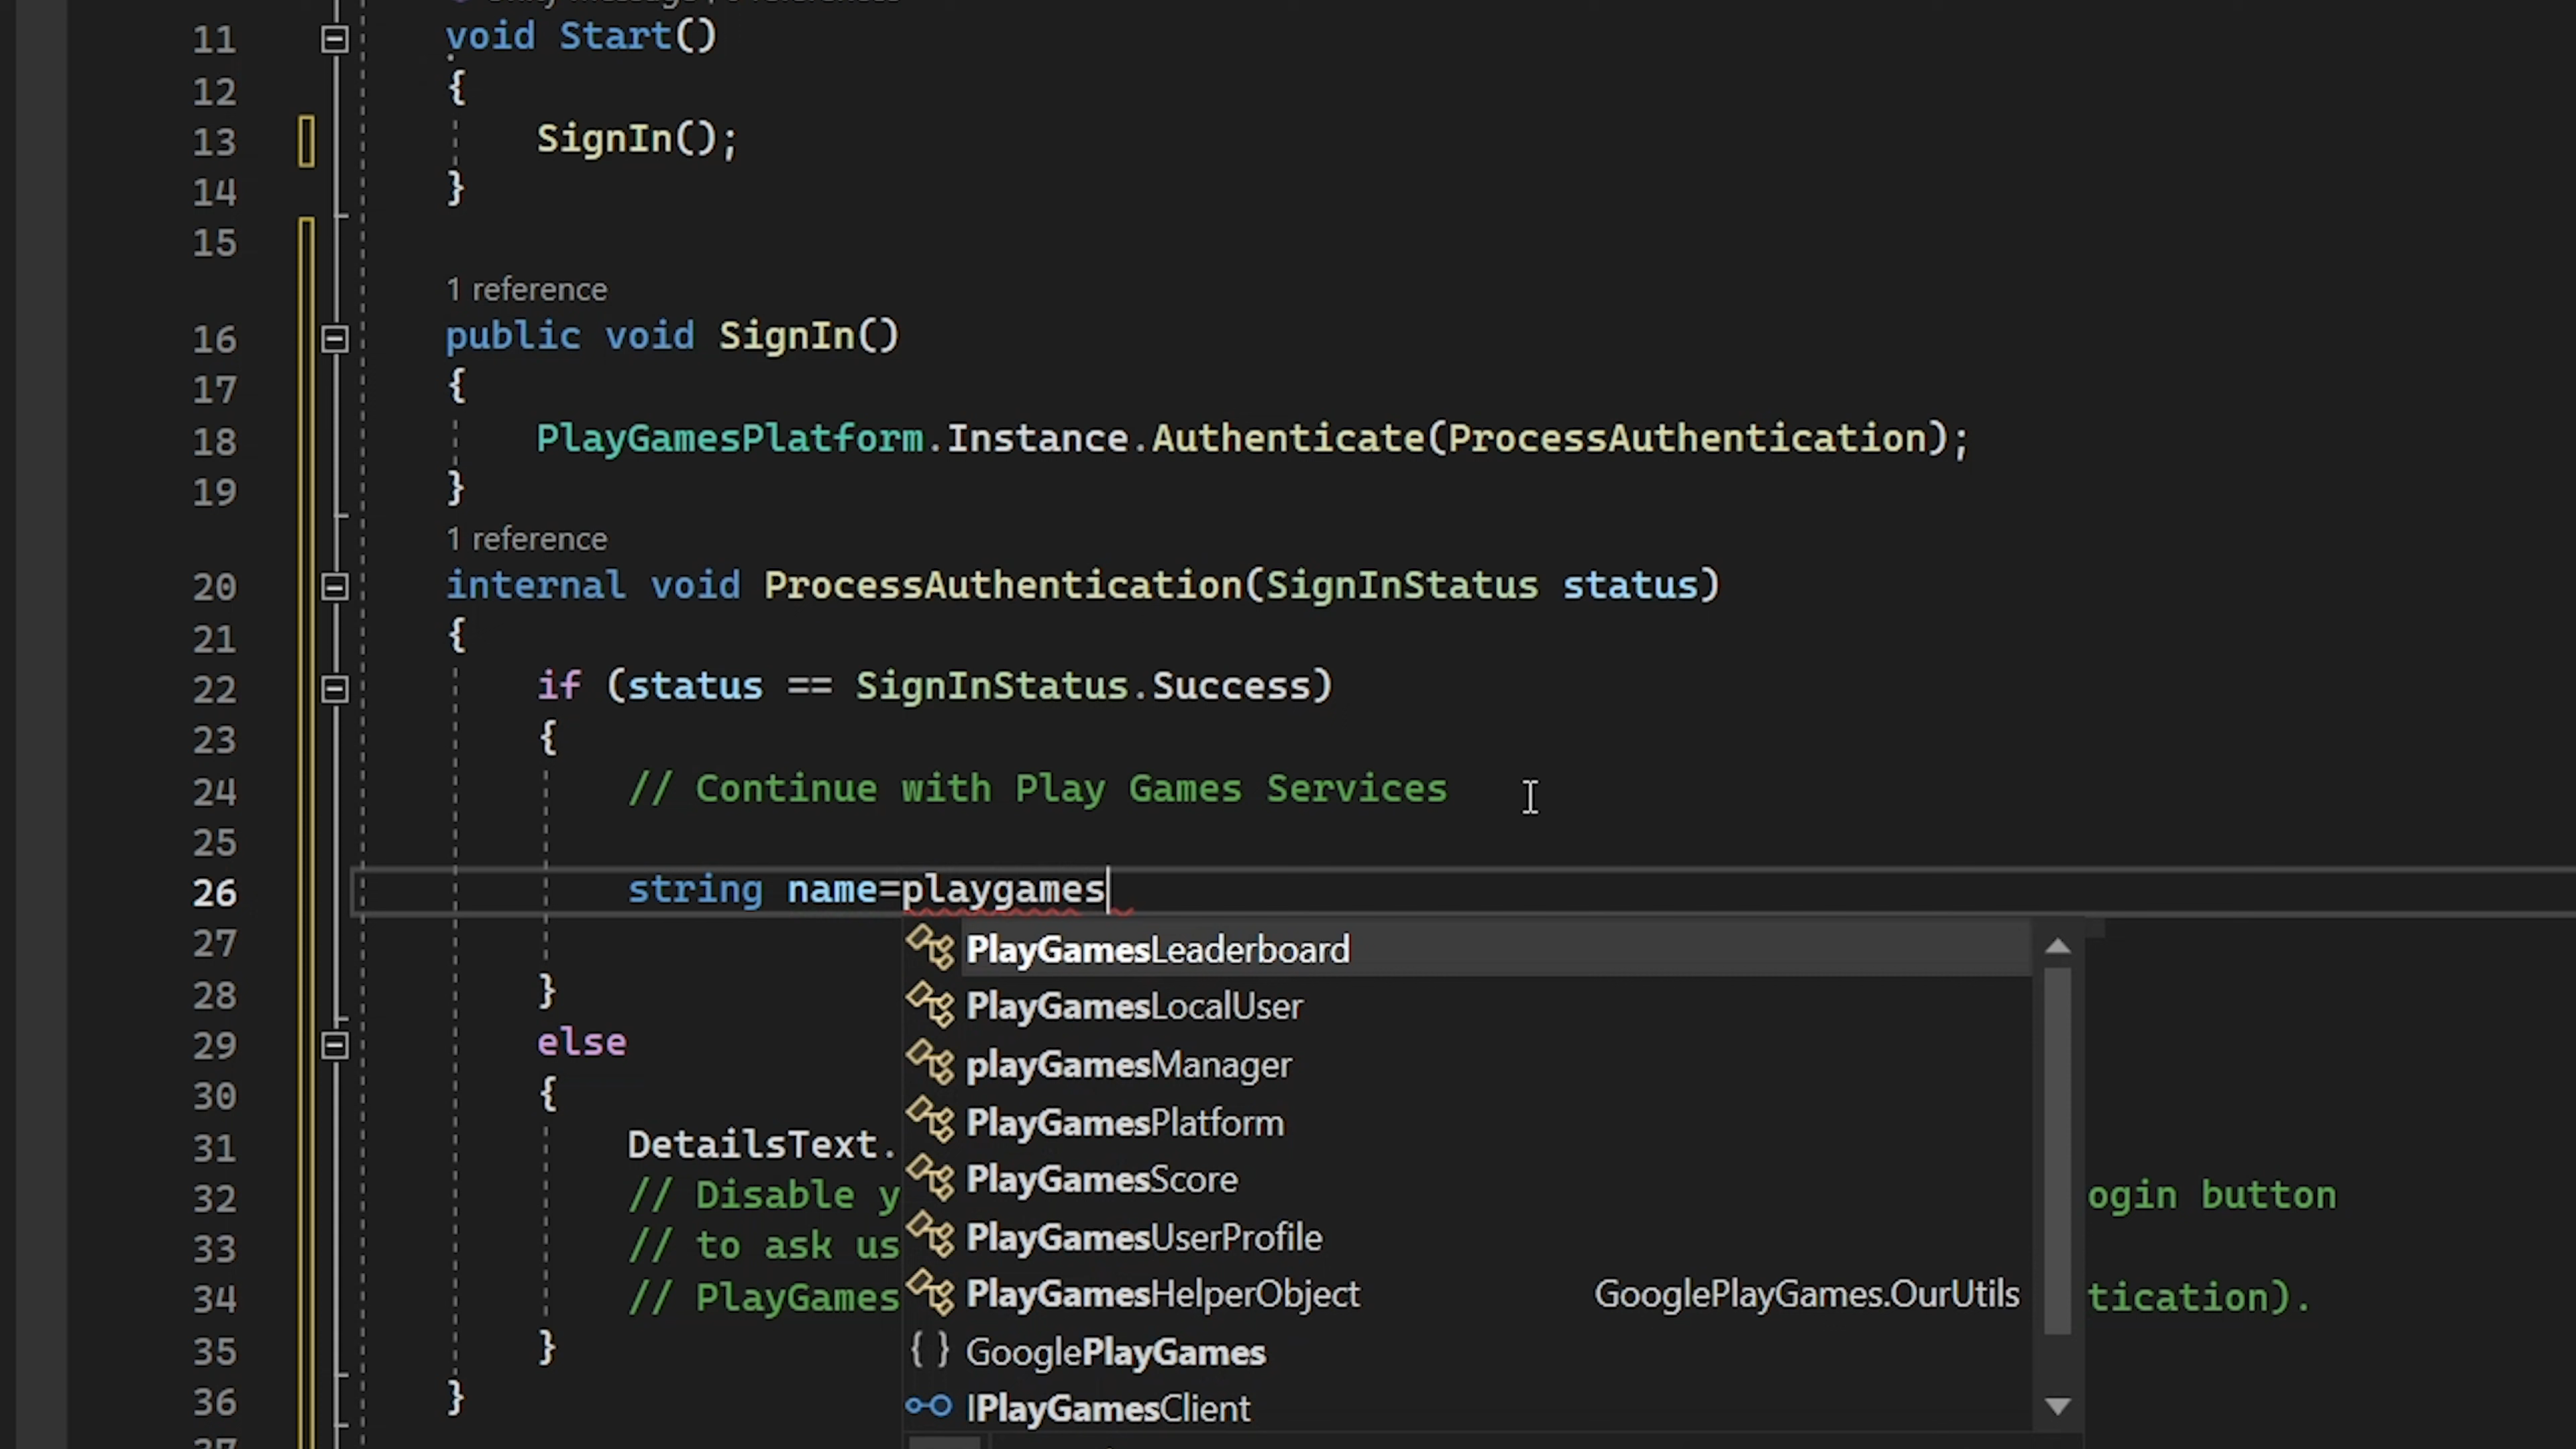 11 void Start()
12 {
13 SignIn();
14 }
15
1 reference
16 public void SignIn()
17 {
18 PlayGamesPlatform.Instance.Authenticate(ProcessAuthentication);
19 }
1 reference
20 internal void ProcessAuthentication(SignInStatus status)
21 {
22 if (status == SignInStatus.Success)
23 {
24 // Continue with Play Games Services
25
26 string name=playgames
27
PlayGamesLeaderboard
PlayGamesLocalUser
playGamesManager
PlayGamesPlatform
PlayGamesScore
PlayGamesUserProfile
PlayGamesHelperObject GooglePlayGames.OurUtils
{ } GooglePlayGames
IPlayGamesClient
28 }
29 else
30 {
31 DetailsText.
32 // Disable y ogin button
33 // to ask us
34 // PlayGames tication).
35 }
36 }